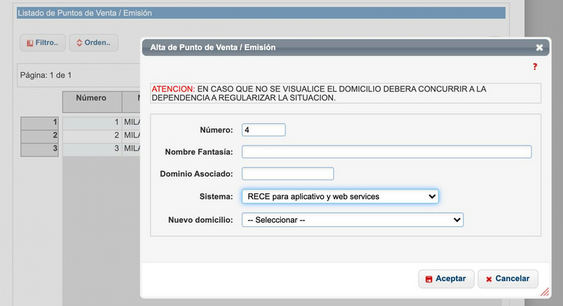 Listado de Puntos de Venta / Emisión
Filtro..
Orden..
Alta de Punto de Venta / Emisión
?
Página: 1 de 1
ATENCION: EN CASO QUE NO SE VISUALICE EL DOMICILIO DEBERA CONCURRIR A LA
DEPENDENCIA A REGULARIZAR LA SITUACION.
Número
1 1 MILA
2 2 MILA
3 3 MILA
Número: 4
Nombre Fantasía:
Dominio Asociado:
Sistema: RECE para aplicativo y web services
Nuevo domicilio: -- Seleccionar --
Aceptar
Cancelar